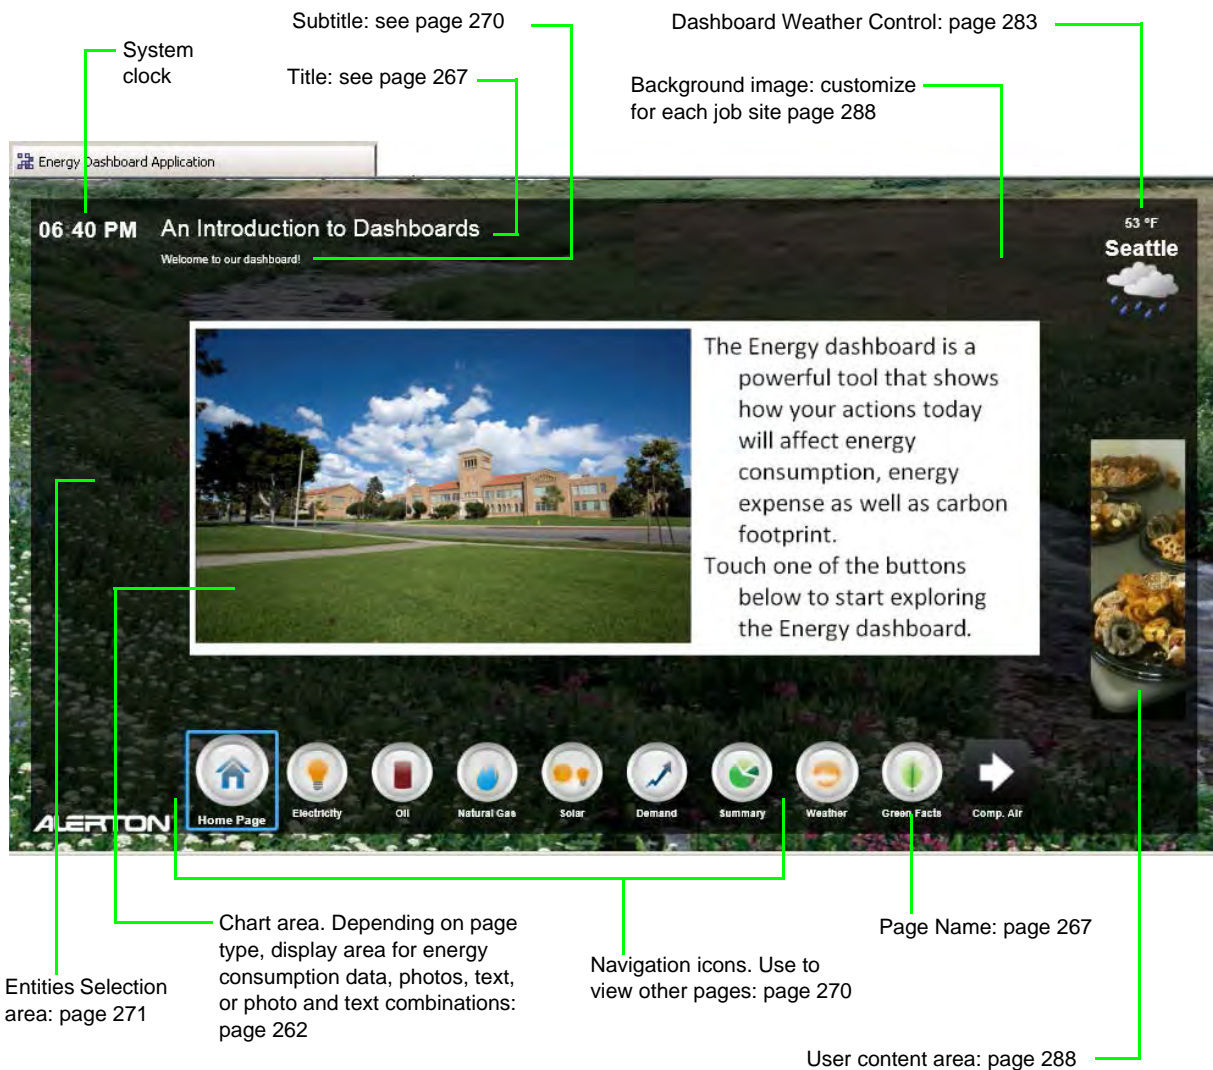 Subtitle: see page 270
Dashboard Weather Control: page 283
System
clock
Title: see page 267
Background image: customize
for each job site page 288
Energy Dashboard Application
06:40 PM
An Introduction to Dashboards
Welcome to our dashboard!
53 °F
Seattle
The Energy dashboard is a
powerful tool that shows
how your actions today
will affect energy
consumption, energy
expense as well as carbon
footprint.
Touch one of the buttons
below to start exploring
the Energy dashboard.
ALERTON
Home Page
Electricity
Oil
Natural Gas
Solar
Demand
Summary
Weather
Green Facts
Comp. Air
Chart area. Depending on page
type, display area for energy
consumption data, photos, text,
or photo and text combinations:
page 262
Page Name: page 267
Navigation icons. Use to
view other pages: page 270
Entities Selection
area: page 271
User content area: page 288